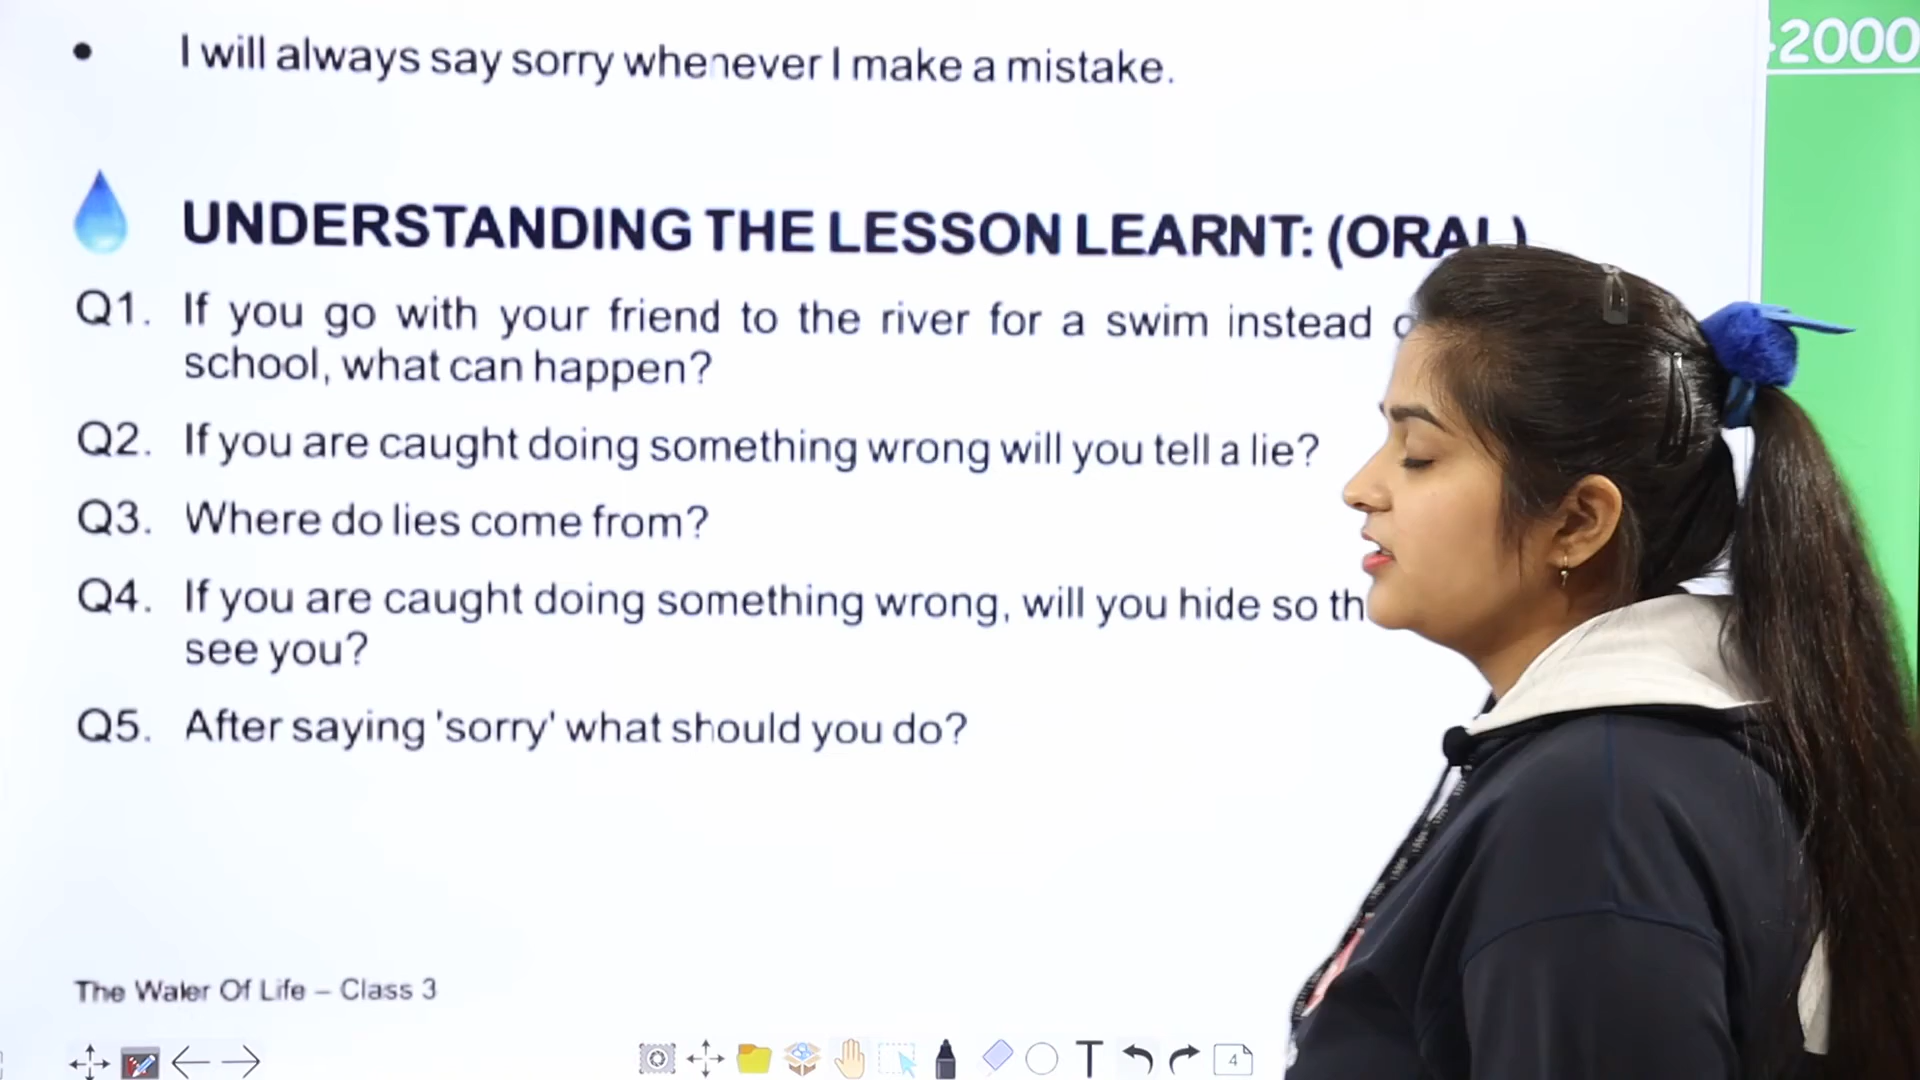 2000
• I will always say sorry whenever I make a mistake.
UNDERSTANDING THE LESSON LEARNT: (ORAL)
Q1. If you go with your friend to the river for a swim instead
school, what can happen?
Q2. If you are caught doing something wrong will you tell a lie?
Q3. Where do lies come from?
Q4. If you are caught doing something wrong, will you hide so
see you?
Q5. After saying 'sorry' what should you do?
The Water Of Life – Class 3
T
4